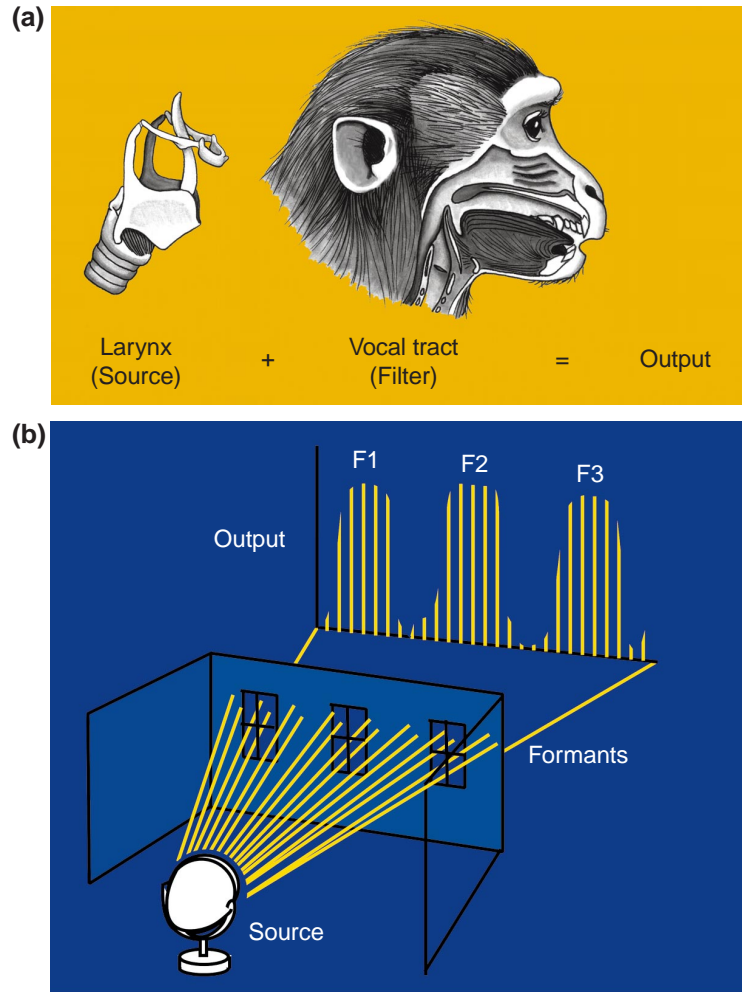 (a)
Larynx
(Source)
+
Vocal tract
(Filter)
=
Output
(b)
F1
F2
F3
Output
Formants
Source